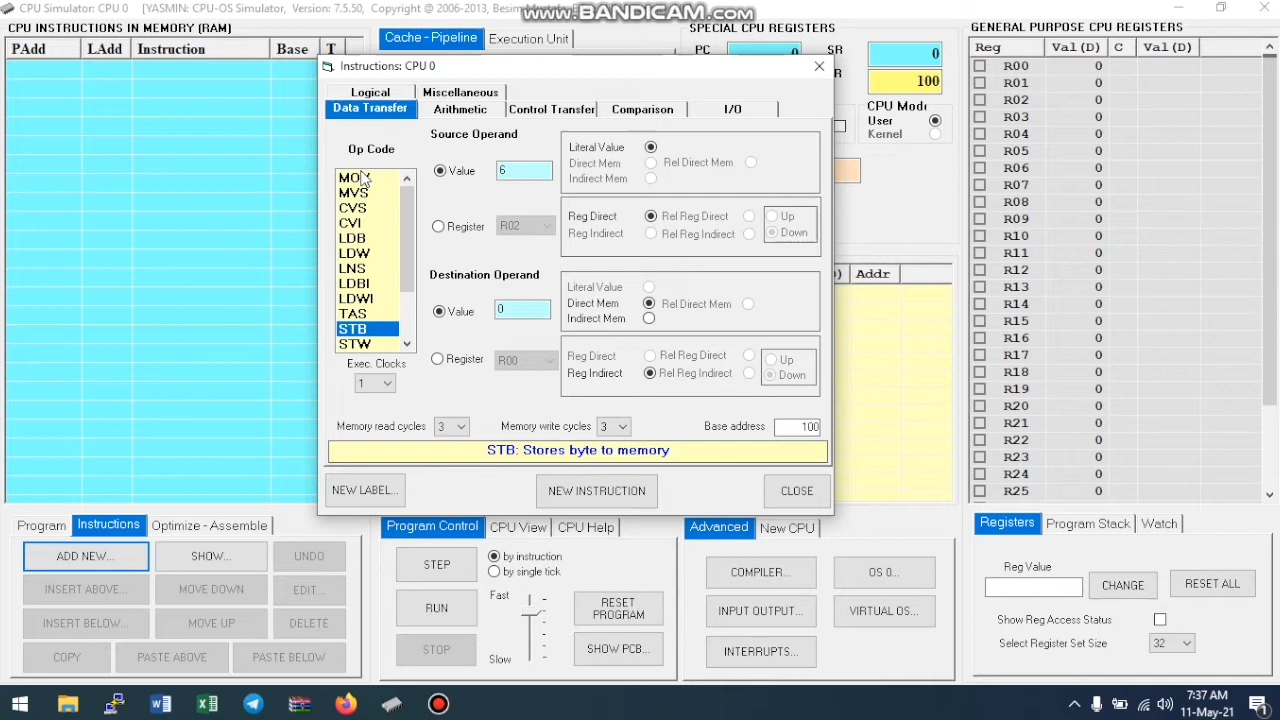 CPU Simulator: CPU 0 [YASMIN: CPU-OS Simulator, Version: 7.5.50, Copyright @ 2006-2013, Besim
www.BANDICAM.com
CPU INSTRUCTIONS IN MEMORY (RAM)
PAdd LAdd Instruction Base T
Cache - Pipeline Execution Unit
SPECIAL CPU REGISTERS
PC 0 SR 0
R 100
CPU Mode
User
Kernel
GENERAL PURPOSE CPU REGISTERS
Reg Val(D) C Val(D)
R00 0
R01 0
R02 0
R03 0
R04 0
R05 0
R06 0
R07 0
R08 0
R09 0
R10 0
R11 0
R12 0
R13 0
R14 0
R15 0
R16 0
R17 0
R18 0
R19 0
R20 0
R21 0
R22 0
R23 0
R24 0
R25 0
) Addr
Instructions: CPU 0
Logical Miscellaneous
Data Transfer Arithmetic Control Transfer Comparison I/O
Op Code
MOV
MVS
CVS
CVI
LDB
LDW
LNS
LDBI
LDWI
TAS
STB
STW
Exec. Clocks
1
Source Operand
Value 6
Literal Value
Direct Mem Rel Direct Mem
Indirect Mem
Register R02
Reg Direct Rel Reg Direct Up
Reg Indirect Rel Reg Indirect Down
Destination Operand
Value 0
Literal Value
Direct Mem Rel Direct Mem
Indirect Mem
Register R00
Reg Direct Rel Reg Direct Up
Reg Indirect Rel Reg Indirect Down
Memory read cycles 3 Memory write cycles 3 Base address 100
STB: Stores byte to memory
NEW LABEL... NEW INSTRUCTION CLOSE
Program Instructions Optimize - Assemble
ADD NEW... SHOW... UNDO
INSERT ABOVE... MOVE DOWN EDIT...
INSERT BELOW... MOVE UP DELETE
COPY PASTE ABOVE PASTE BELOW
Program Control CPU View CPU Help
STEP
RUN
STOP
by instruction
by single tick
Fast
Slow
RESET
PROGRAM
SHOW PCB...
Advanced New CPU
COMPILER... OS 0...
INPUT OUTPUT... VIRTUAL OS...
INTERRUPTS...
Registers Program Stack Watch
Reg Value
CHANGE RESET ALL
Show Reg Access Status
Select Register Set Size 32
7:37 AM
11-May-21
1